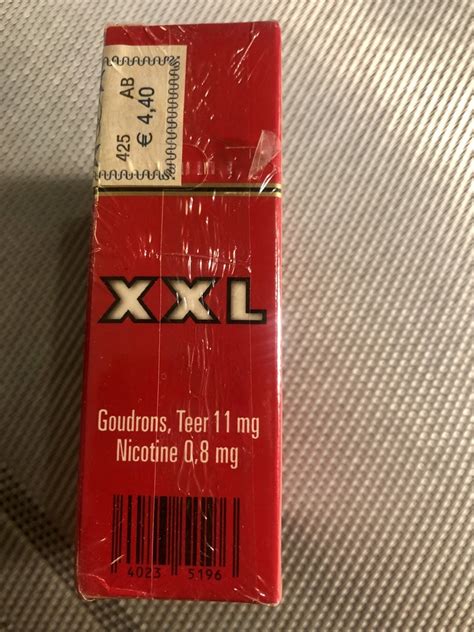 425 AB
€ 4,40
XXL
Goudrons, Teer 11 mg
Nicotine 0,8 mg
4023 5196